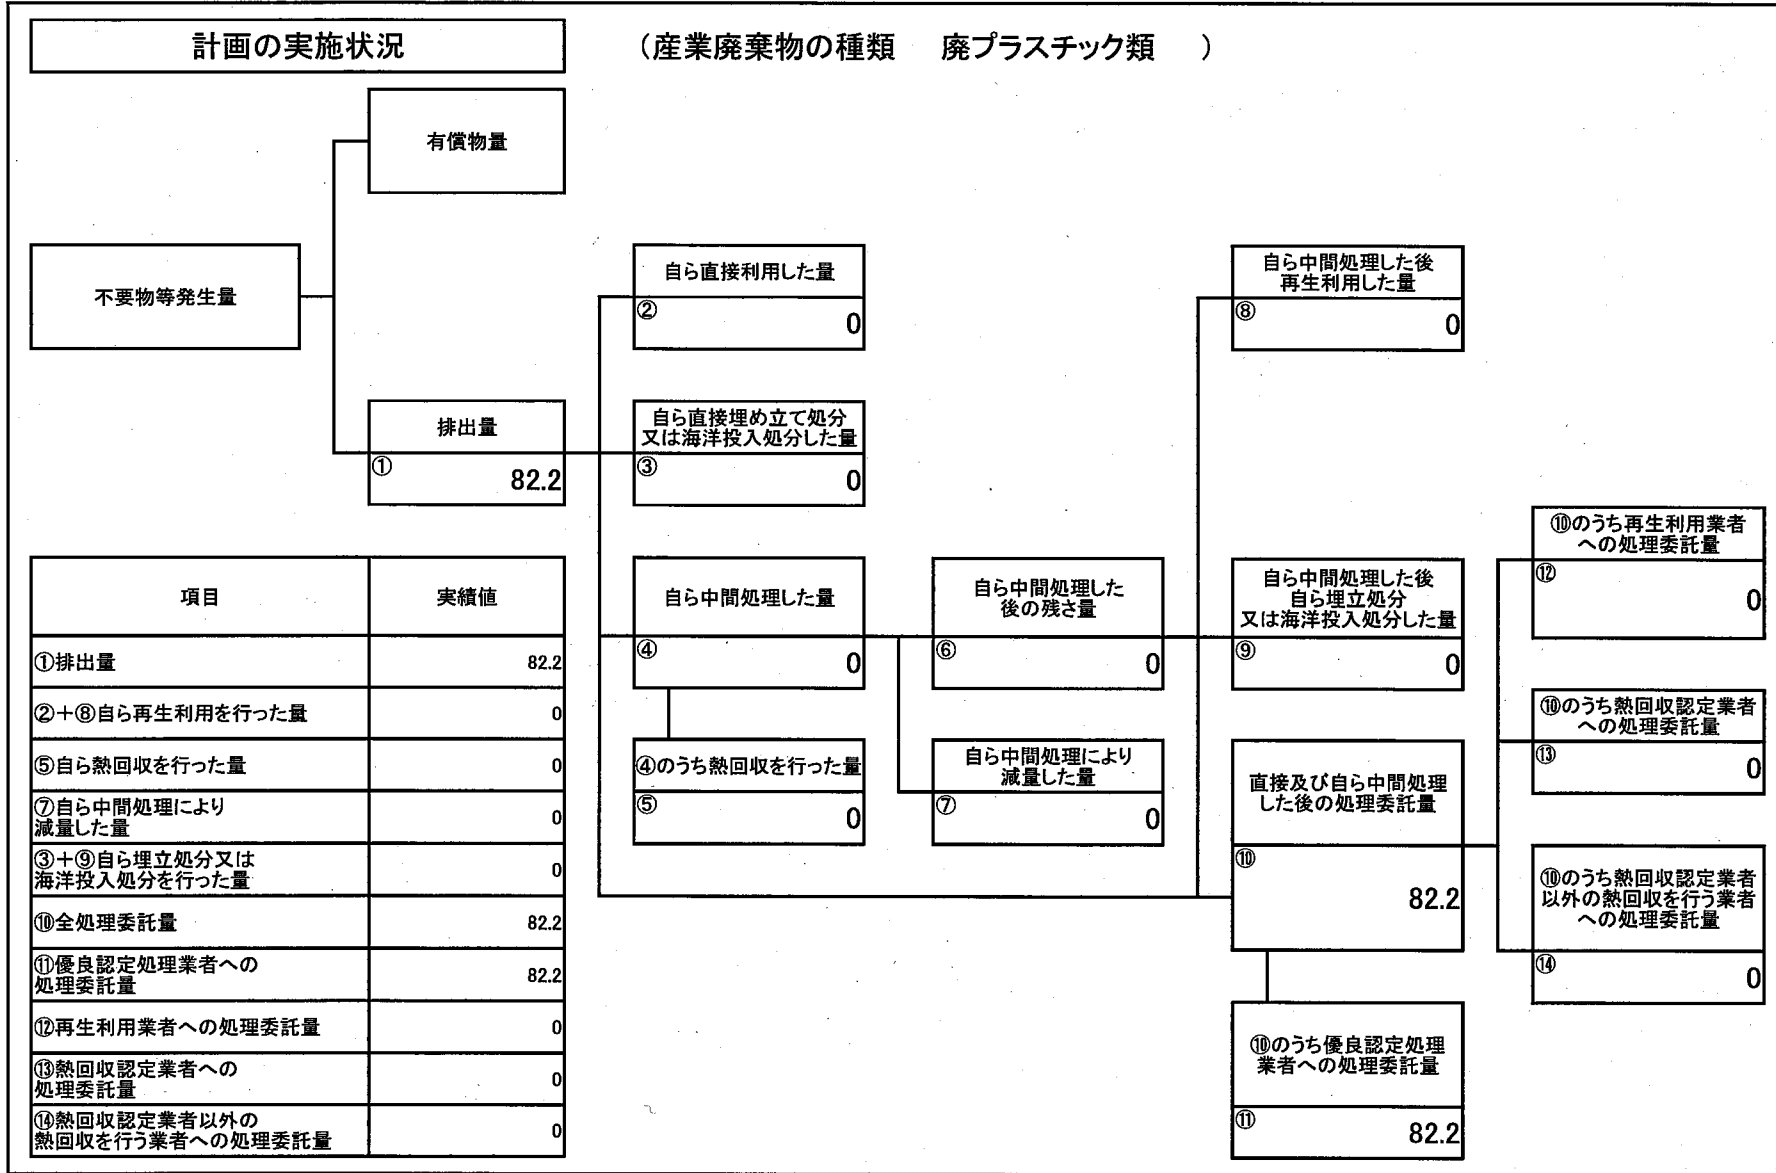 計画の実施状況
(産業廃棄物の種類 廃プラスチック類 )
有償物量
不要物等発生量
排出量
①
82.2
自ら直接利用した量
②
0
自ら直接埋め立て処分
又は海洋投入処分した量
③
0
自ら中間処理した量
④
0
④のうち熱回収を行った量
⑤
0
自ら中間処理した
後の残さ量
⑥
0
自ら中間処理により
減量した量
⑦
0
自ら中間処理した後
再生利用した量
⑧
0
自ら中間処理した後
自ら埋立処分
又は海洋投入処分した量
⑨
0
直接及び自ら中間処理
した後の処理委託量
⑩
82.2
⑩のうち優良認定処理
業者への処理委託量
⑪
82.2
⑩のうち再生利用業者
への処理委託量
⑫
0
⑩のうち熱回収認定業者
への処理委託量
⑬
0
⑩のうち熱回収認定業者
以外の熱回収を行う業者
への処理委託量
⑭
0
項目 実績値
①排出量 82.2
②+⑧自ら再生利用を行った量 0
⑤自ら熱回収を行った量 0
⑦自ら中間処理により
減量した量 0
③+⑨自ら埋立処分又は
海洋投入処分を行った量 0
⑩全処理委託量 82.2
⑪優良認定処理業者への
処理委託量 82.2
⑫再生利用業者への処理委託量 0
⑬熱回収認定業者への
処理委託量 0
⑭熱回収認定業者以外の
熱回収を行う業者への処理委託量 0